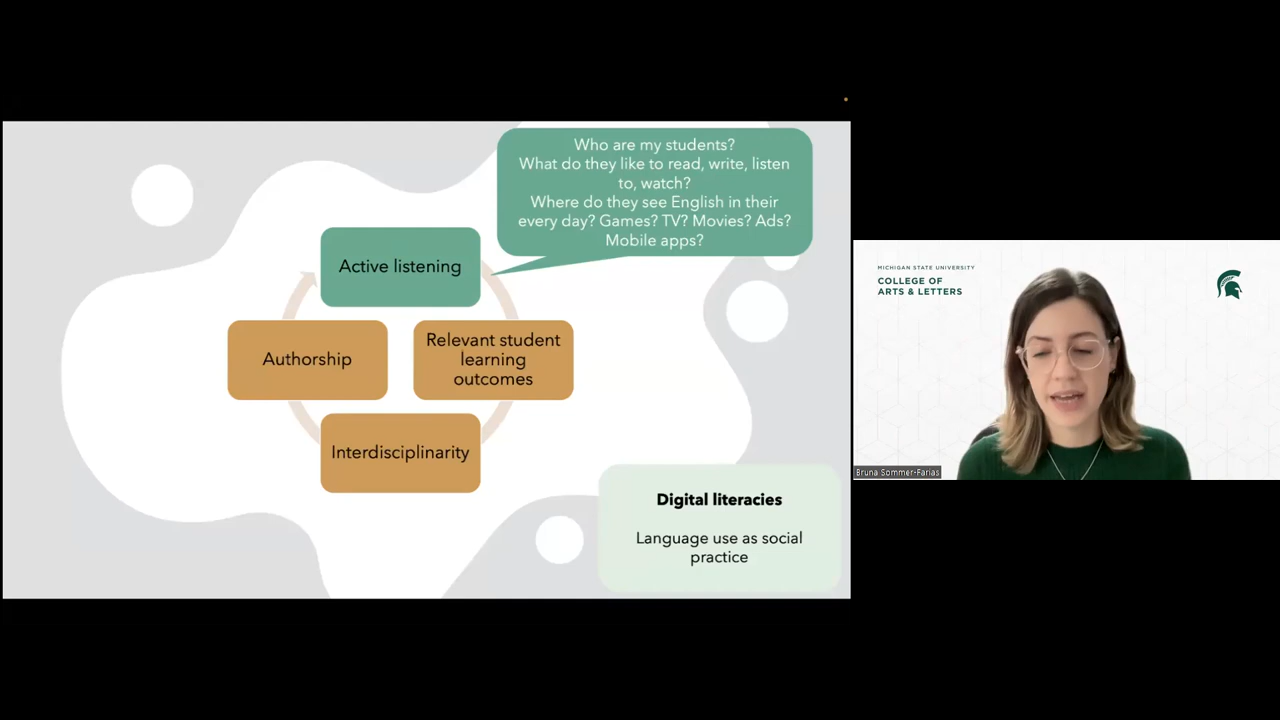 Who are my students?
What do they like to read, write, listen
to, watch?
Where do they see English in their
every day? Games? TV? Movies? Ads?
Mobile apps?
Active listening
Authorship
Relevant student
learning
outcomes
Interdisciplinarity
Digital literacies
Language use as social
practice
MICHIGAN STATE UNIVERSITY
COLLEGE OF
ARTS & LETTERS
Bruna Sommer-Farias